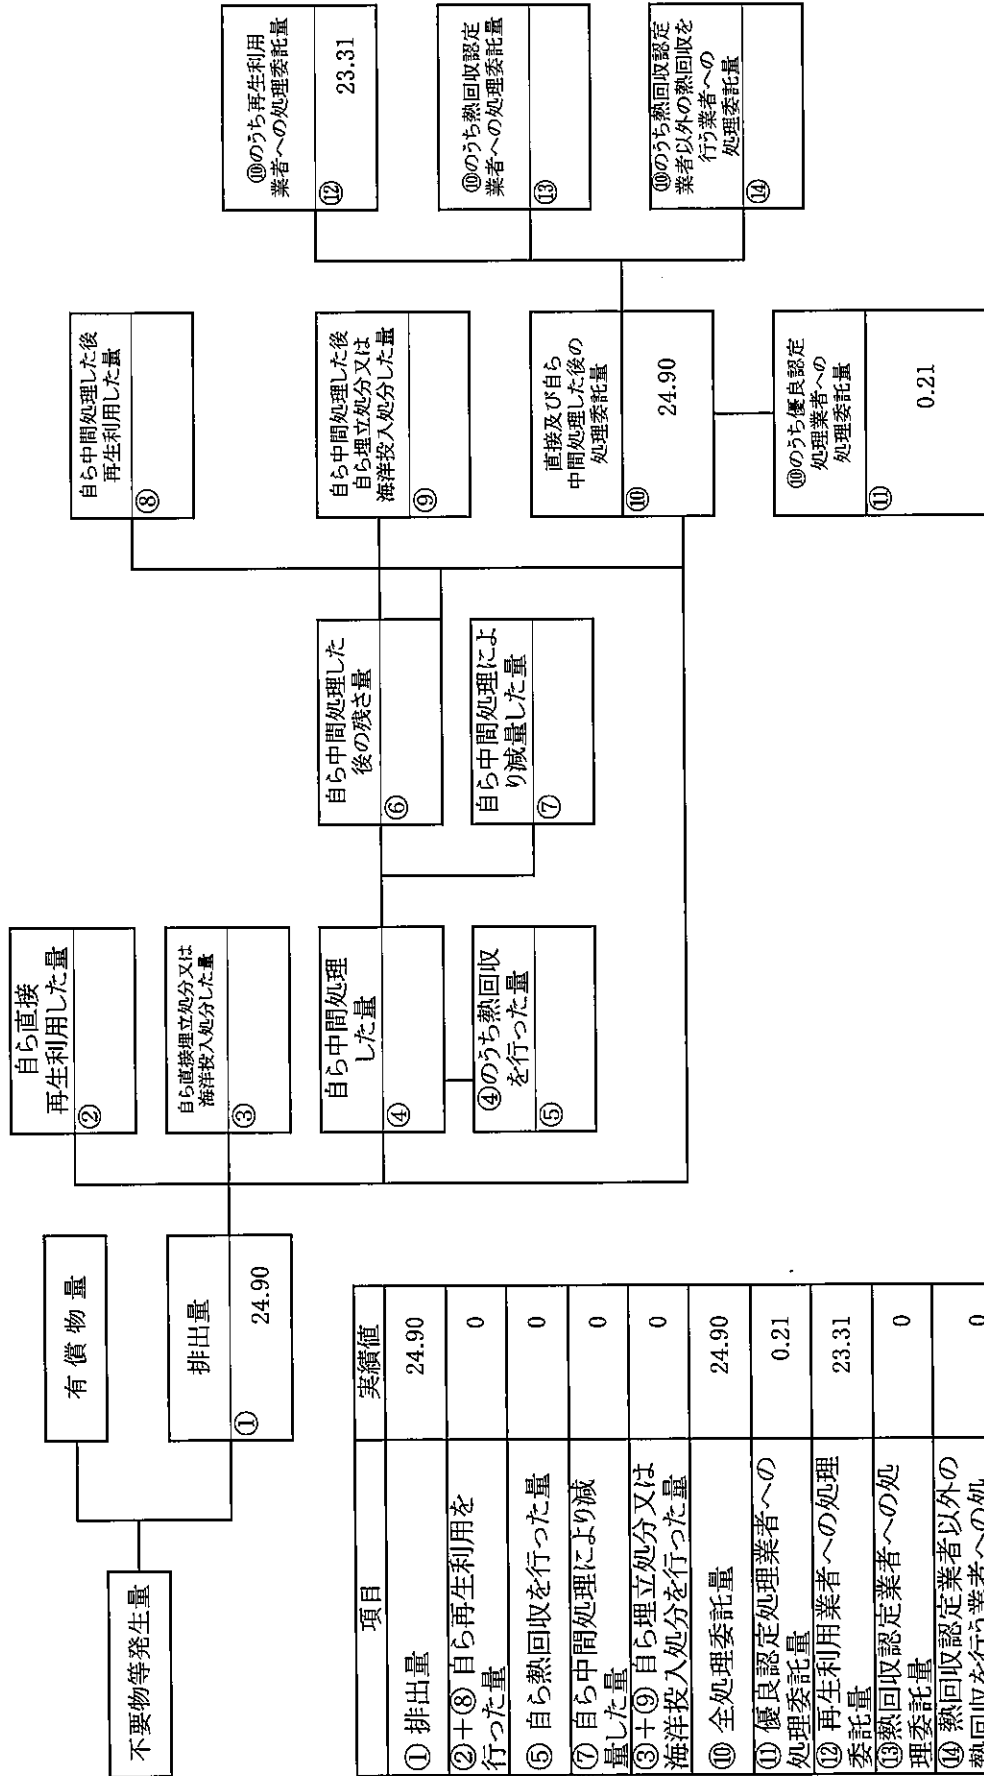 不要物等発生量
有償物量
排出量
①
24.90
自ら直接
再生利用した量
②
自ら直接埋立処分又は
海洋投入処分した量
③
自ら中間処理
した量
④
④のうち熱回収
を行った量
⑤
自ら中間処理した
後の残さ量
⑥
自ら中間処理によ
り減量した量
⑦
自ら中間処理した後
再生利用した量
⑧
自ら中間処理した後
自ら埋立処分又は
海洋投入処分した量
⑨
直接及び自ら
中間処理した後の
処理委託量
⑩
24.90
⑩のうち優良認定
処理業者への
処理委託量
⑪
0.21
⑩のうち再生利用
業者への処理委託量
⑫
23.31
⑩のうち熱回収認定
業者への処理委託量
⑬
⑩のうち熱回収認定
業者以外の熱回収を
行う業者への
処理委託量
⑭
項目 実績値
①排出量 24.90
②+⑧自ら再生利用を
行った量 0
⑤自ら熱回収を行った量 0
⑦自ら中間処理により減
量した量 0
③+⑨自ら埋立処分又は
海洋投入処分を行った量 0
⑩全処理委託量 24.90
⑪優良認定処理業者への
処理委託量 0.21
⑫再生利用業者への処理
委託量 23.31
⑬熱回収認定業者への処
理委託量 0
⑭熱回収認定業者以外の
熱回収を行う業者への処 0